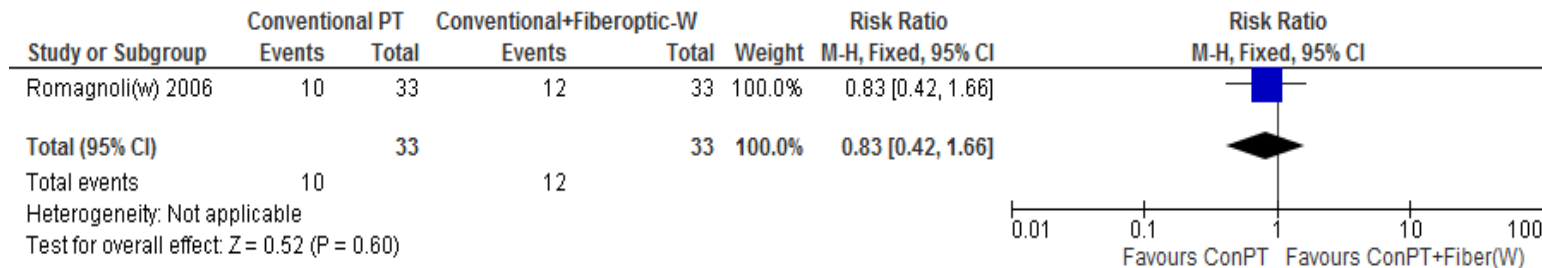 Conventional PT Conventional+Fiberoptic-W Risk Ratio Risk Ratio
Study or Subgroup Events Total Events Total Weight M-H, Fixed, 95% CI M-H, Fixed, 95% CI
Romagnoli(w) 2006 10 33 12 33 100.0% 0.83 [0.42, 1.66]
Total (95% CI) 33 33 100.0% 0.83 [0.42, 1.66]
Total events 10 12
Heterogeneity: Not applicable
Test for overall effect: Z = 0.52 (P = 0.60)
0.01 0.1 1 10 100
Favours ConPT Favours ConPT+Fiber(W)